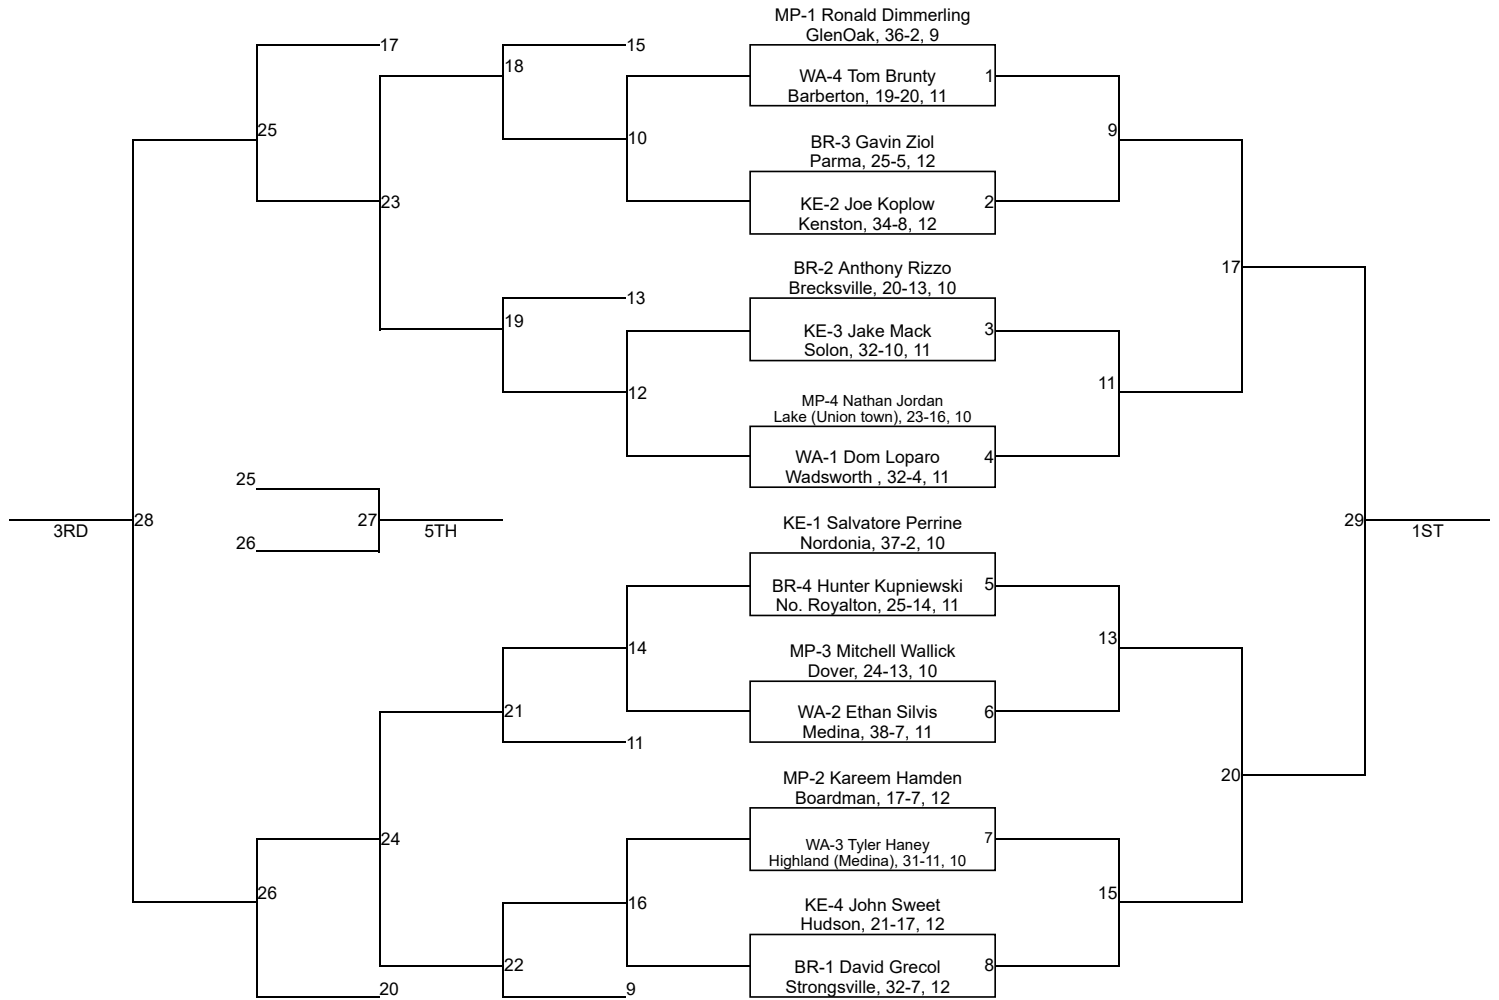 MP-1 Ronald Dimmerling
GlenOak, 36-2, 9
17
15
18
WA-4 Tom Brunty
Barberton, 19-20, 11
1
25
10
9
BR-3 Gavin Ziol
Parma, 25-5, 12
23
KE-2 Joe Koplow
Kenston, 34-8, 12
2
BR-2 Anthony Rizzo
Brecksville, 20-13, 10
17
13
19
KE-3 Jake Mack
Solon, 32-10, 11
3
12
11
MP-4 Nathan Jordan
Lake (Union town), 23-16, 10
WA-1 Dom Loparo
Wadsworth , 32-4, 11
4
25
3RD
28
27
5TH
26
KE-1 Salvatore Perrine
Nordonia, 37-2, 10
29
1ST
BR-4 Hunter Kupniewski
No. Royalton, 25-14, 11
5
14
13
MP-3 Mitchell Wallick
Dover, 24-13, 10
21
WA-2 Ethan Silvis
Medina, 38-7, 11
6
11
MP-2 Kareem Hamden
Boardman, 17-7, 12
20
24
WA-3 Tyler Haney
Highland (Medina), 31-11, 10
7
26
16
15
KE-4 John Sweet
Hudson, 21-17, 12
22
BR-1 David Grecol
Strongsville, 32-7, 12
8
20
9